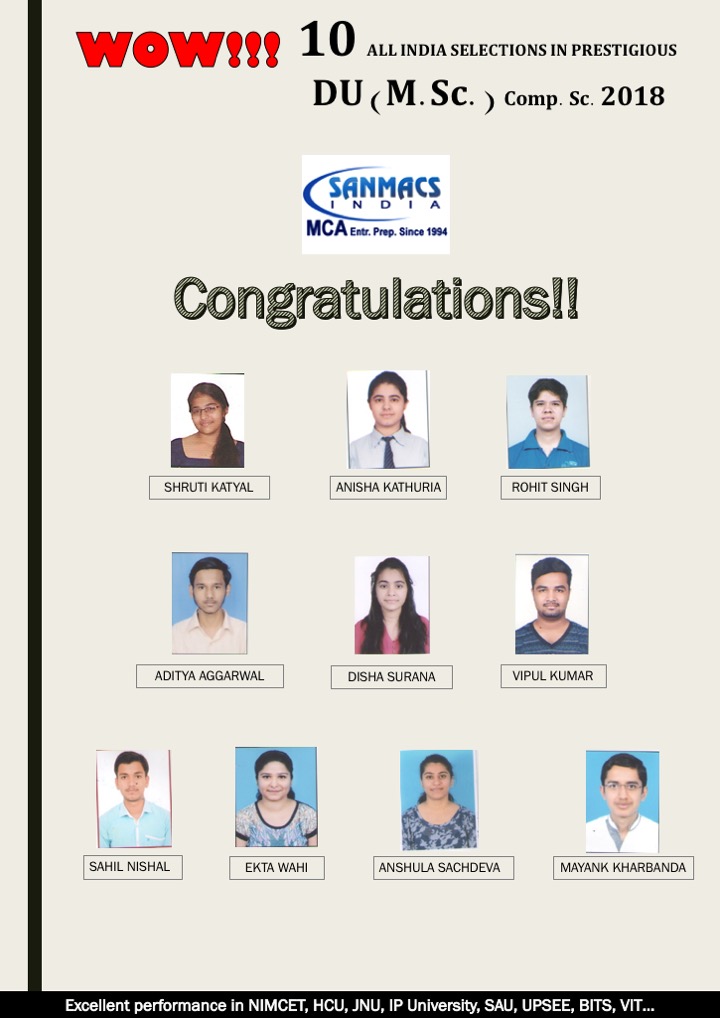 WOW!!! 10 ALL INDIA SELECTIONS IN PRESTIGIOUS
DU ( M. Sc. ) Comp. Sc. 2018
SANMACS
INDIA
MCA Entr. Prep. Since 1994
Congratulations!!
SHRUTI KATYAL
ANISHA KATHURIA
ROHIT SINGH
ADITYA AGGARWAL
DISHA SURANA
VIPUL KUMAR
SAHIL NISHAL
EKTA WAHI
ANSHULA SACHDEVA
MAYANK KHARBANDA
Excellent performance in NIMCET, HCU, JNU, IP University, SAU, UPSEE, BITS, VIT...